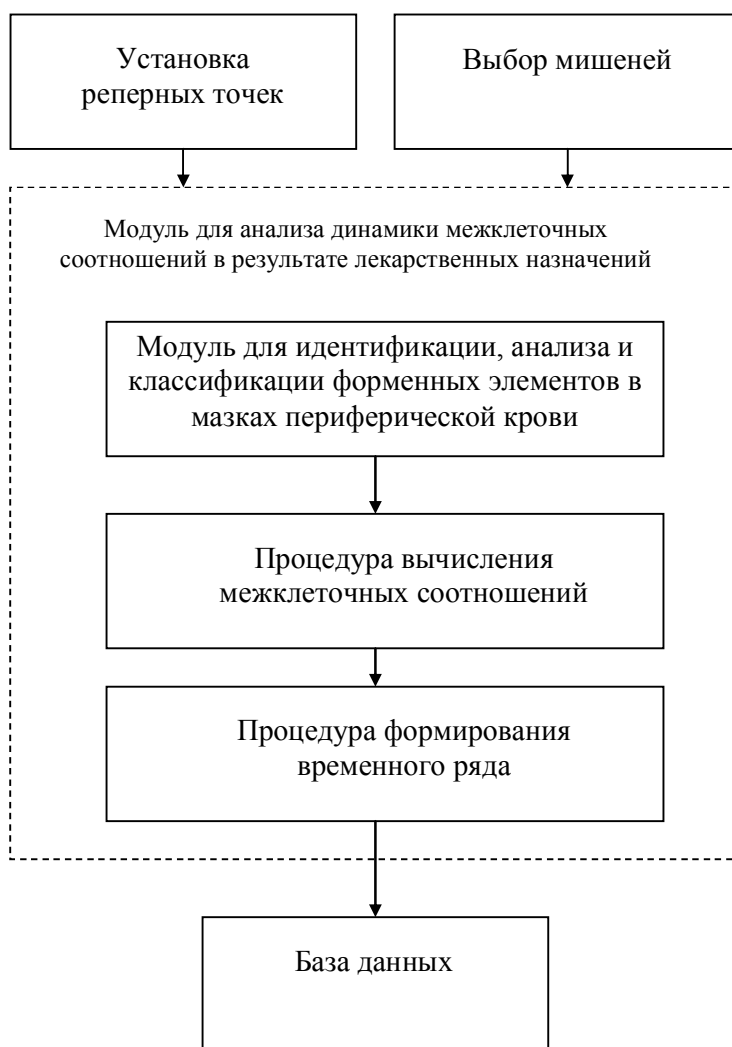 Установка
реперных точек
Выбор мишеней
Модуль для анализа динамики межклеточных
соотношений в результате лекарственных назначений
Модуль для идентификации, анализа и
классификации форменных элементов в
мазках периферической крови
Процедура вычисления
межклеточных соотношений
Процедура формирования
временного ряда
База данных